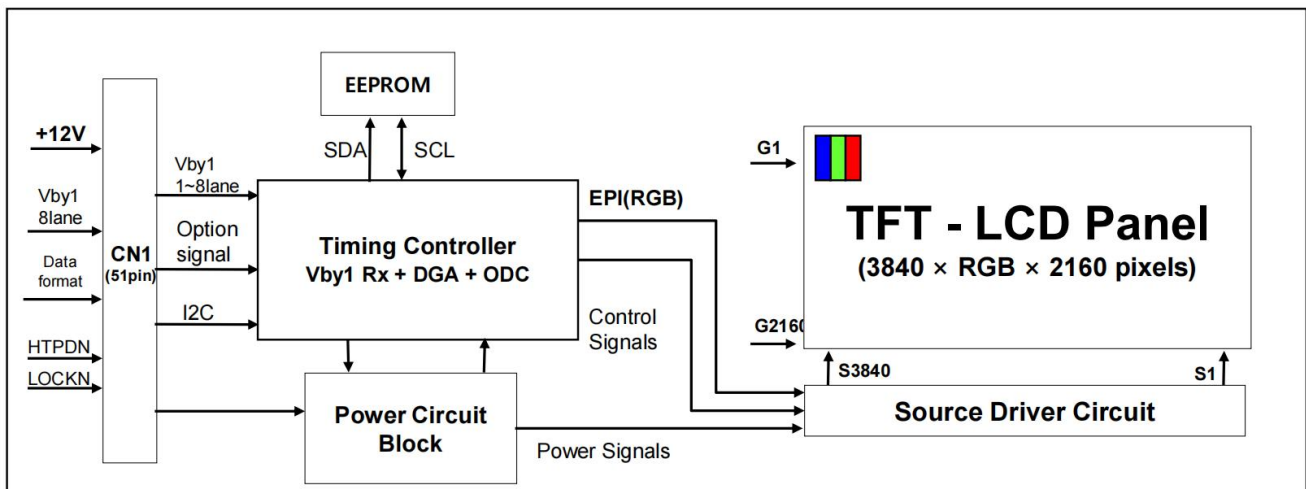 EEPROM
+12V
SDA
SCL
G1
Vby1
1~8lane
EPI(RGB)
Vby1
8lane
TFT - LCD Panel
CN1
(51pin)
Option
signal
Timing Controller
Vby1 Rx + DGA + ODC
(3840 × RGB × 2160 pixels)
Data
format
I2C
Control
Signals
G2160
HTPDN
LOCKN
S3840
S1
Power Circuit
Block
Source Driver Circuit
Power Signals